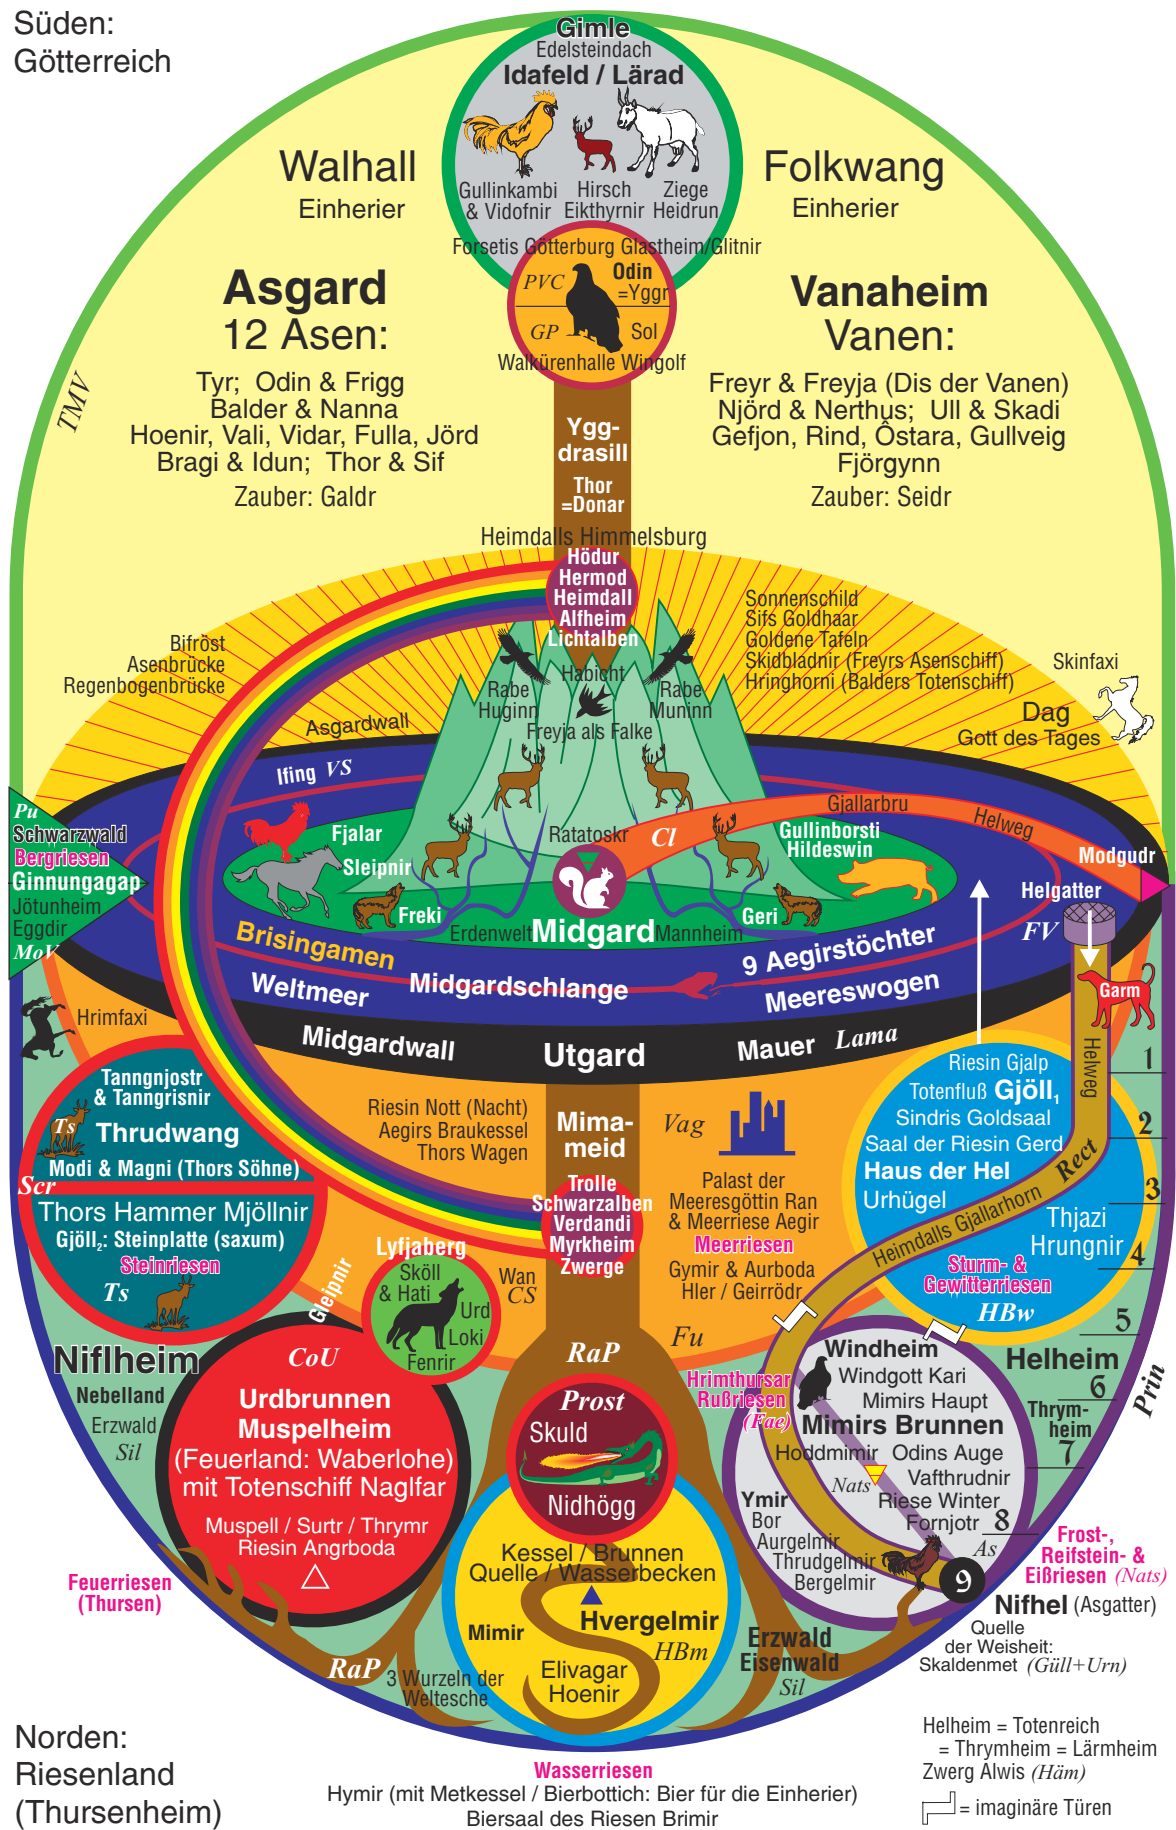 Süden:
Götterreich
Gimle
Edelsteindach
Idafeld / Lärad
Gullinkambi
& Vidofnir
Hirsch
Eikthyrnir
Ziege
Heidrun
Forsetis Götterburg Glastheim/Glitnir
PVC
Odin
=Yggr
GP
Sol
Walkürenhalle Wingolf
Walhall
Einherier
Folkwang
Einherier
Asgard
12 Asen:
Tyr; Odin & Frigg
Balder & Nanna
Hoenir, Vali, Vidar, Fulla, Jörd
Bragi & Idun; Thor & Sif
Zauber: Galdr
Vanaheim
Vanen:
Freyr & Freyja (Dis der Vanen)
Njörd & Nerthus; Ull & Skadi
Gefjon, Rind, Ôstara, Gullveig
Fjörgynn
Zauber: Seidr
TMV
Ygg-
drasill
Thor
=Donar
Heimdalls Himmelsburg
Hödur
Hermod
Heimdall
Alfheim
Lichtalben
Bifröst
Asenbrücke
Regenbogenbrücke
Sonnenschild
Sifs Goldhaar
Goldene Tafeln
Skidbladnir (Freyrs Asenschiff)
Hringhorni (Balders Totenschiff)
Skinfaxi
Dag
Gott des Tages
Asgardwall
Habicht
Rabe
Huginn
Rabe
Muninn
Freyja als Falke
Ifing VS
Pu
Schwarzwald
Bergriesen
Ginnungagap
Jötunheim
Eggdir
MoV
Fjalar
Sleipnir
Freki
Ratatoskr
Cl
Gjallarbru
Helweg
Gullinborsti
Hildeswin
Geri
Modgudr
Helgatter
FV
Garm
Erdenwelt Midgard Mannheim
Brisingamen
Weltmeer
Midgardschlange
9 Aegirstöchter
Meereswogen
Midgardwall
Utgard
Mauer Lama
Hrimfaxi
Tanngnjostr
& Tanngrisnir
Ts
Thrudwang
Modi & Magni (Thors Söhne)
Scr
Thors Hammer Mjöllnir
Gjöll2: Steinplatte (saxum)
Steinriesen
Ts
Riesin Nott (Nacht)
Aegirs Braukessel
Thors Wagen
Mima-
meid
Vag
Trolle
Schwarzalben
Verdandi
Myrkheim
Zwerge
Palast der
Meeresgöttin Ran
& Meerriese Aegir
Meerriesen
Gymir & Aurboda
Hler / Geirrödr
Fu
Riesin Gjalp
Totenfluß Gjöll1
Sindris Goldsaal
Saal der Riesin Gerd
Haus der Hel
Urhügel
Helweg
Rect
Heimdalls Gjallarhorn
Thjazi
Hrungnir
Sturm- &
Gewitterriesen
HBw
1
2
3
4
5
6
7
8
9
Prin
Gleipnir
Lyfjaberg
Sköll
& Hati
Urd
Loki
Fenrir
Wan
CS
Niflheim
Nebelland
Erzwald
Sil
CoU
Urdbrunnen
Muspelheim
(Feuerland: Waberlohe)
mit Totenschiff Naglfar
Muspell / Surtr / Thrymr
Riesin Angrboda
Feuerriesen
(Thursen)
RaP
Prost
Skuld
Nidhögg
Kessel / Brunnen
Quelle / Wasserbecken
Hvergelmir
Mimir
HBm
Elivagar
Hoenir
RaP
3 Wurzeln der
Weltesche
Hrimthursar
Rußriesen
(Fae)
Windheim
Windgott Kari
Mimirs Haupt
Mimirs Brunnen
Hoddmimir
Odins Auge
Nats
Vafthrudnir
Riese Winter
Fornjotr
As
Ymir
Bor
Aurgelmir
Thrudgelmir
Bergelmir
Helheim
Thrym-
heim
Frost-,
Reifstein- &
Eißriesen (Nats)
Nifhel (Asgatter)
Quelle
der Weisheit:
Skaldenmet (Güll+Urn)
Erzwald
Eisenwald
Sil
Norden:
Riesenland
(Thursenheim)
Wasserriesen
Hymir (mit Metkessel / Bierbottich: Bier für die Einherier)
Biersaal des Riesen Brimir
Helheim = Totenreich
= Thrymheim = Lärmheim
Zwerg Alwis (Häm)
= imaginäre Türen